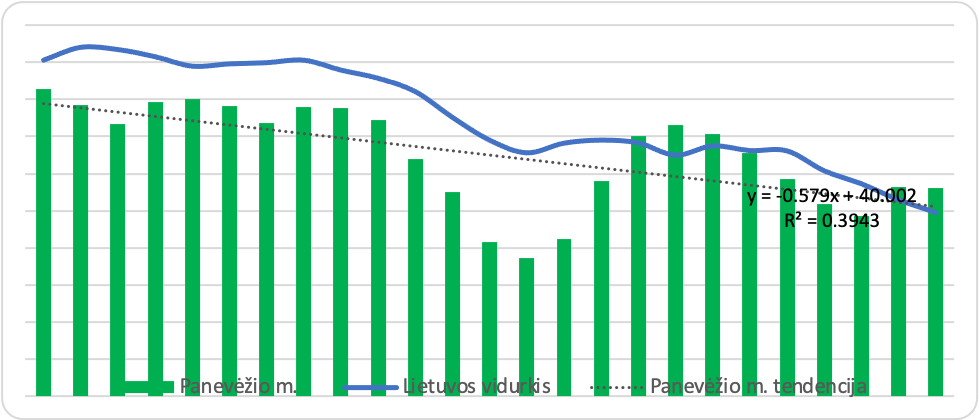 y = -0.579x + 40.002
R² = 0.3943
Panevėžio m. Lietuvos vidurkis Panevėžio m. tendencija